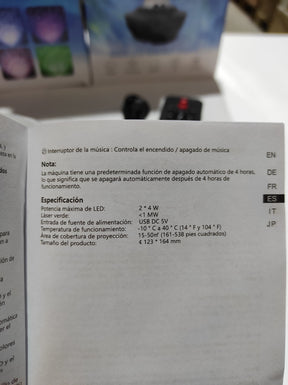 ⑦ Interruptor de la música : Controla el encendido / apagado de música
Nota:
La máquina tiene una predeterminada función de apagado automático de 4 horas,
lo que significa que se apagará automáticamente después de 4 horas de
funcionamiento.
Especificación
Potencia máxima de LED: 2 * 4 W
Láser verde: <1 MW
Entrada de fuente de alimentación: USB DC 5V
Temperatura de funcionamiento: -10 ° C a 40 ° C (14 ° F y 104 ° F)
Área de cobertura de proyección: 15-50㎡ (161-538 pies cuadrados)
Tamaño del producto: ¢ 123 * 164 mm
EN
DE
FR
ES
IT
JP